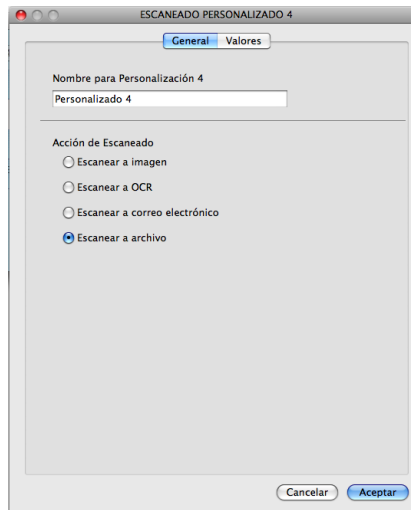 ESCANEADO PERSONALIZADO 4
General Valores
Nombre para Personalización 4
Personalizado 4
Acción de Escaneado
Escanear a imagen
Escanear a OCR
Escanear a correo electrónico
Escanear a archivo
Cancelar Aceptar